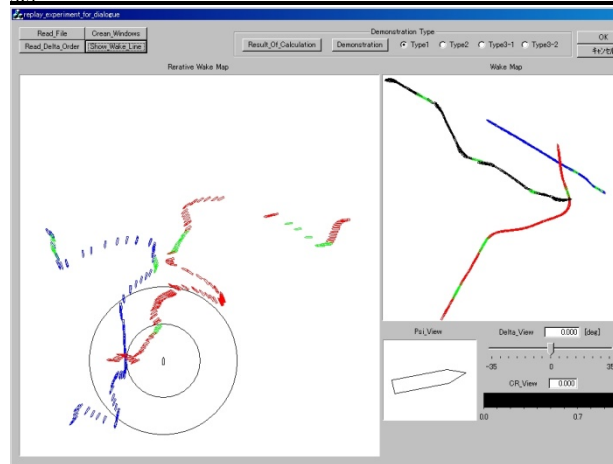 replay_experiment_for_dialogue
Read_File
Crean_Windows
Read_Delta_Order
Show_Wake_Line
Demonstration Type
Result_Of_Calculation
Demonstration
Type1
Type2
Type3-1
Type3-2
OK
キャンセル
Rerative Wake Map
Wake Map
Psi_View
Delta_View
0.000
[deg]
-35
0
35
CR_View
0.000
0.0
0.7